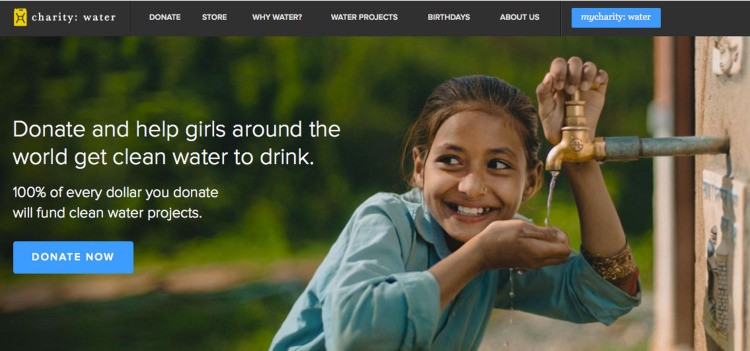 charity: water
DONATE STORE WHY WATER? WATER PROJECTS BIRTHDAYS ABOUT US
mycharity: water
Donate and help girls around the
world get clean water to drink.
100% of every dollar you donate
will fund clean water projects.
DONATE NOW